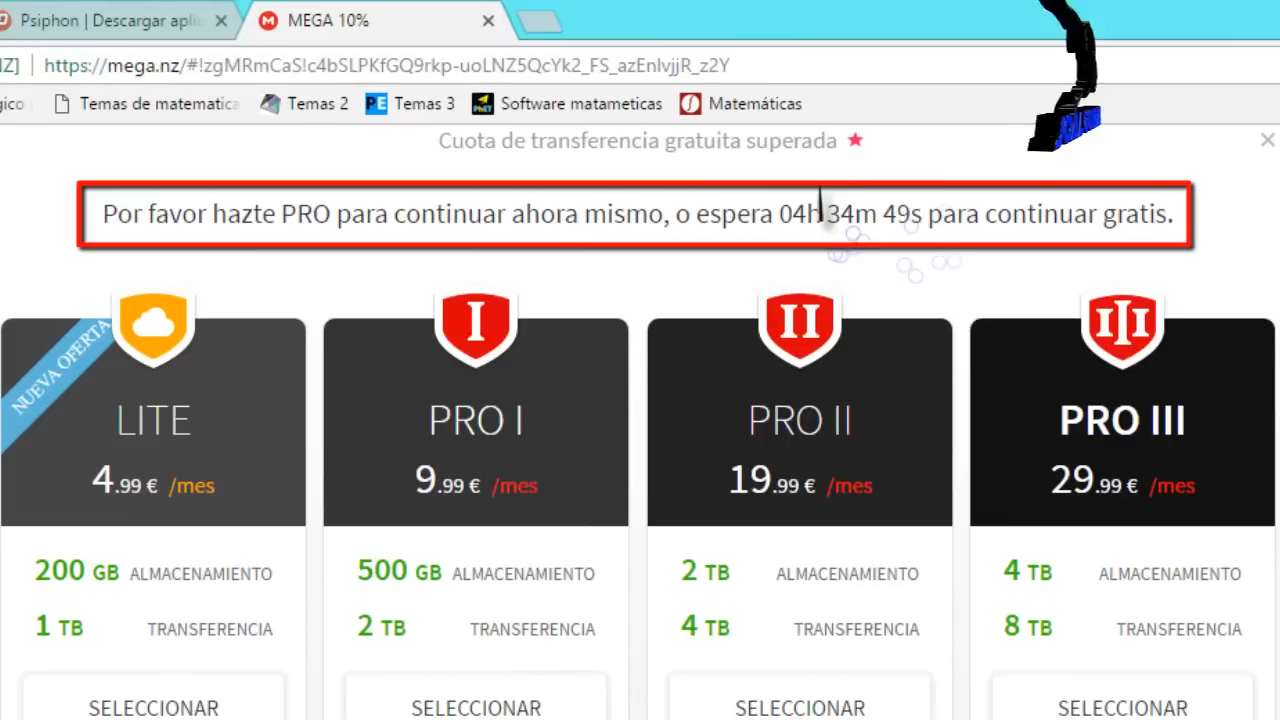 Psiphon | Descargar apli
MEGA 10%
NZ] https://mega.nz/#!zgMRmCaS!c4bSLPKfGQ9rkp-uoLNZ5QcYk2_FS_azEnlvjjR_z2Y
gico Temas de matematica Temas 2 Temas 3 Software matameticas Matemáticas
Cuota de transferencia gratuita superada
Por favor hazte PRO para continuar ahora mismo, o espera 04h 34m 49s para continuar gratis.
NUEVA OFERTA
I II III
LITE PRO I PRO II PRO III
4.99 € /mes 9.99 € /mes 19.99 € /mes 29.99 € /mes
200 GB ALMACENAMIENTO 500 GB ALMACENAMIENTO 2 TB ALMACENAMIENTO 4 TB ALMACENAMIENTO
1 TB TRANSFERENCIA 2 TB TRANSFERENCIA 4 TB TRANSFERENCIA 8 TB TRANSFERENCIA
SELECCIONAR SELECCIONAR SELECCIONAR SELECCIONAR